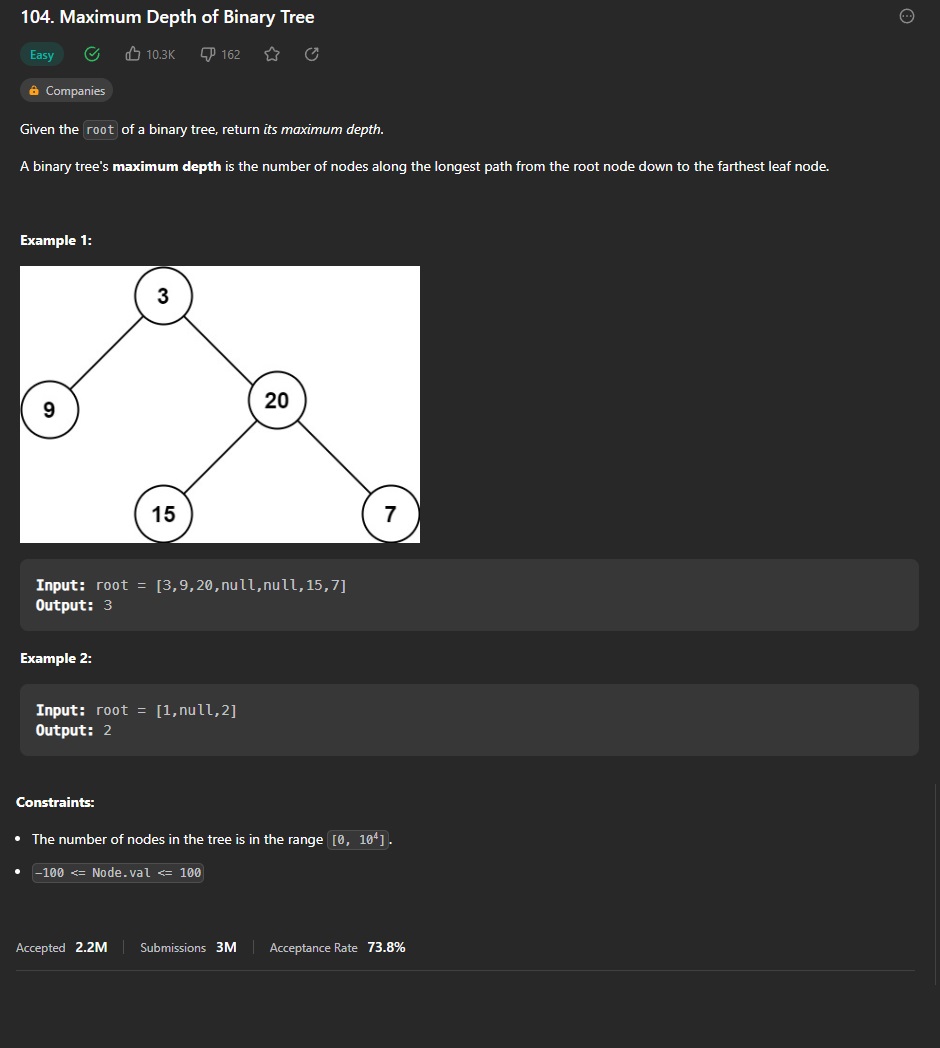 104. Maximum Depth of Binary Tree
Easy 10.3K 162
Companies
Given the root of a binary tree, return its maximum depth.
A binary tree's maximum depth is the number of nodes along the longest path from the root node down to the farthest leaf node.
Example 1:
3
9
20
15
7
Input: root = [3,9,20,null,null,15,7]
Output: 3
Example 2:
Input: root = [1,null,2]
Output: 2
Constraints:
• The number of nodes in the tree is in the range [0, 10⁴].
• -100 <= Node.val <= 100
Accepted 2.2M Submissions 3M Acceptance Rate 73.8%